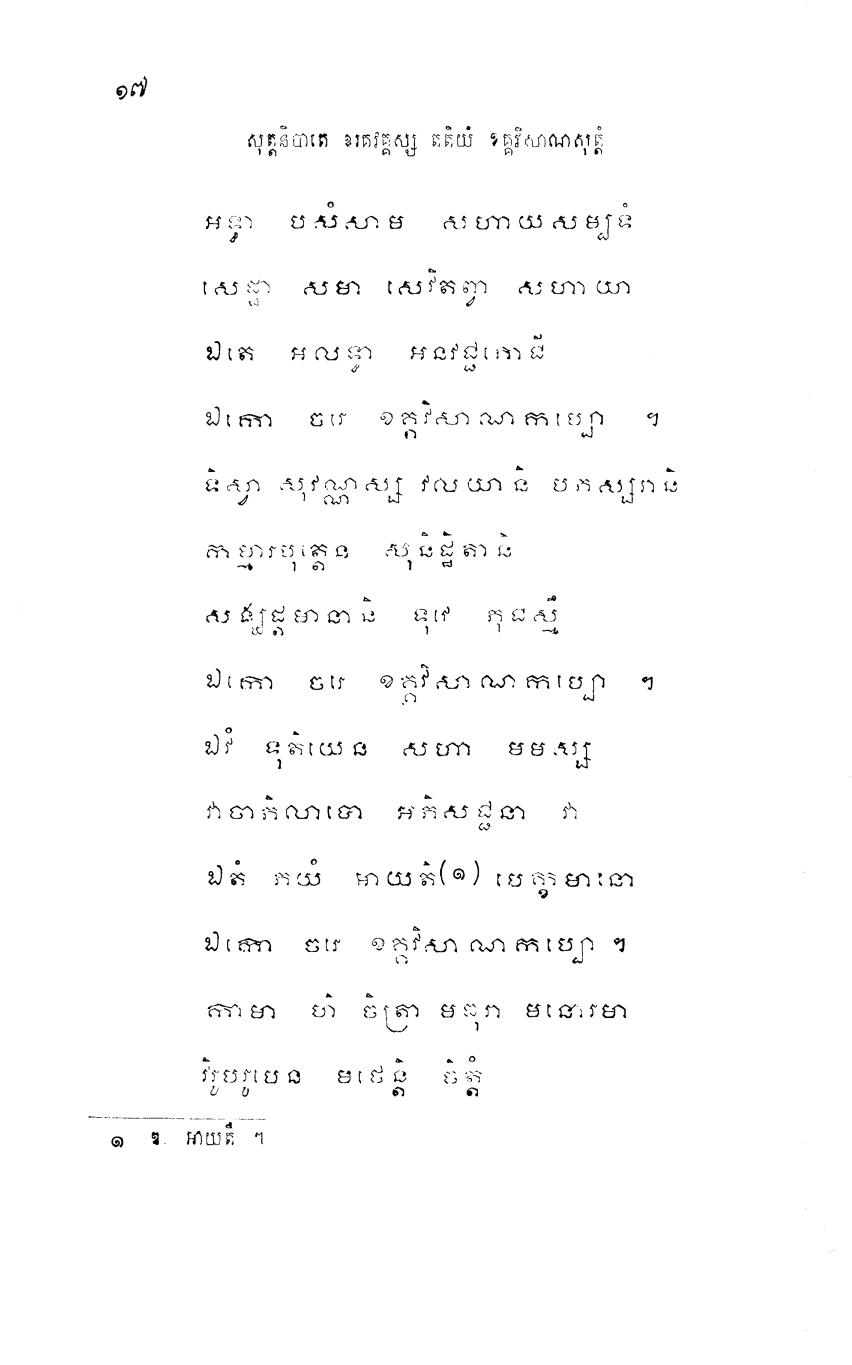 ១៧
សុត្តនិបាតេ ឧរគវគ្គស្ស តតិយំ ខគ្គវិសាណសុត្តំ
អទ្ធា បសំសាម សហាយសម្បទំ
សេដ្ឋា សមា សេវិតព្វា សហាយា
ឯតេ អលទ្ធា អនវជ្ជភោជី
ឯកោ ចរេ ខគ្គវិសាណកប្បោ ។
ទិស្វា សុវណ្ណស្ស វលយានិ បភស្សរានិ
កាម្មារបុត្តេន សុនិដ្ឋិតានិ
សង្ឃដ្តមានានិ ទុវេ ភុជស្មឹ
ឯកោ ចរេ ខគ្គវិសាណកប្បោ ។
ឯវំ ទុតិយេន សហា មមស្ស
វាចាភិលាបោ អភិសជ្ជនា វា
ឯតំ ភយំ អាយតិ(១) បេក្ខមានោ
ឯកោ ចរេ ខគ្គវិសាណកប្បោ ។
កាមា ហិ ចិត្រា មធុរា មនោរមា
វិរូបរូបេន មថេន្តិ ចិត្តំ
១ ឱ. អាយតឹ ។